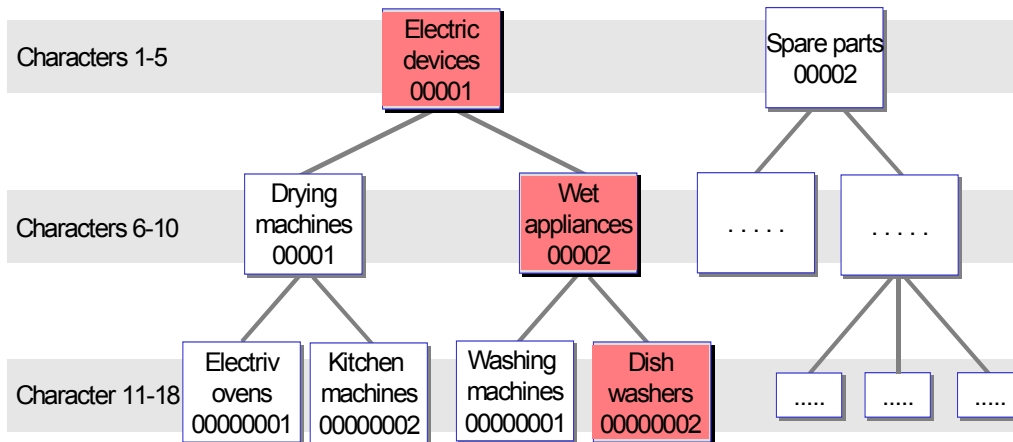 Characters 1-5
Electric
devices
00001
Spare parts
00002
Characters 6-10
Drying
machines
00001
Wet
appliances
00002
. . . . .
. . . . .
Character 11-18
Electriv
ovens
00000001
Kitchen
machines
00000002
Washing
machines
00000001
Dish
washers
00000002
.....
.....
.....